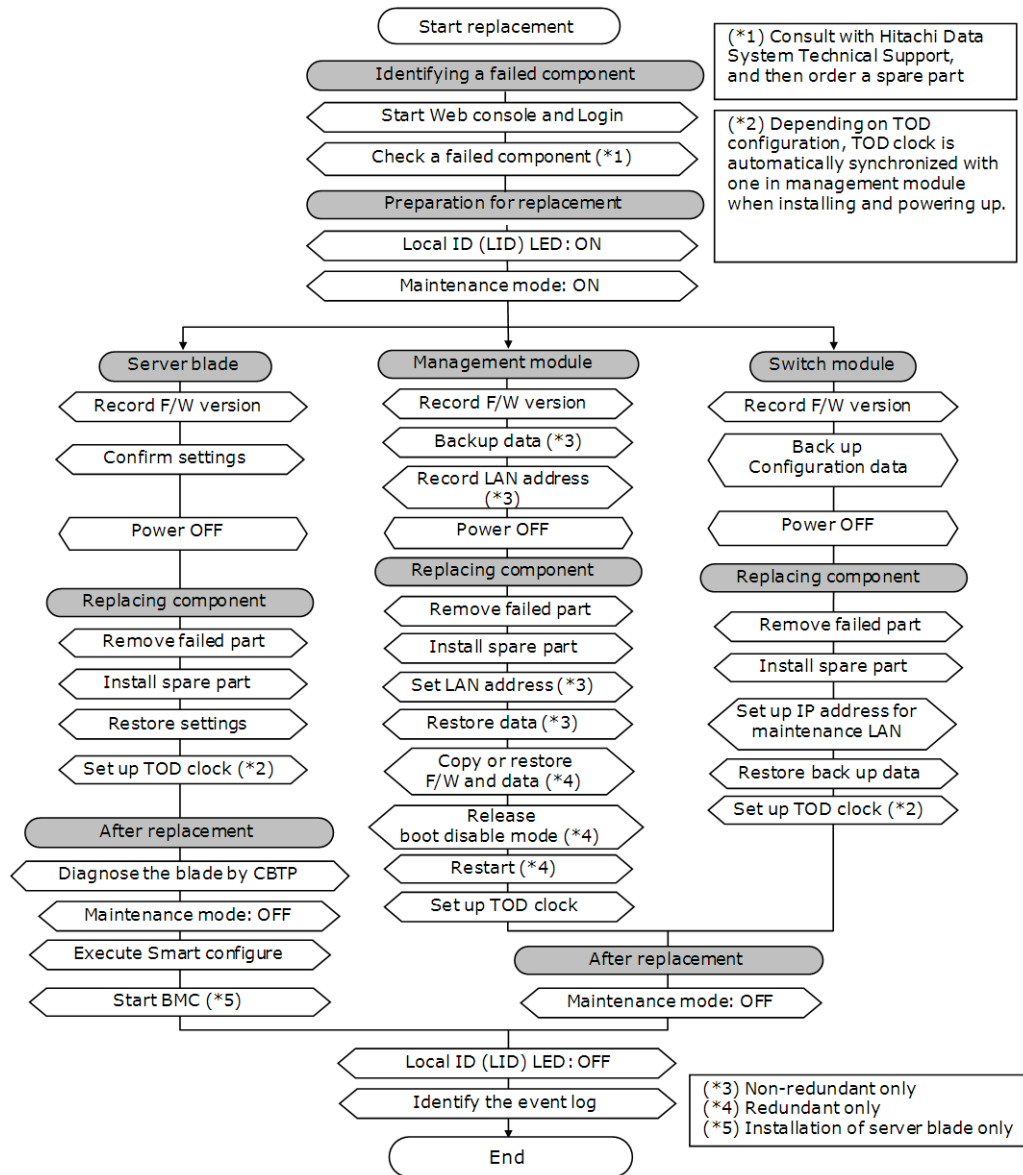 Start replacement
(*1) Consult with Hitachi Data
System Technical Support,
and then order a spare part
Identifying a failed component
Start Web console and Login
Check a failed component (*1)
(*2) Depending on TOD
configuration, TOD clock is
automatically synchronized with
one in management module
when installing and powering up.
Preparation for replacement
Local ID (LID) LED: ON
Maintenance mode: ON
Server blade
Record F/W version
Confirm settings
Power OFF
Replacing component
Remove failed part
Install spare part
Restore settings
Set up TOD clock (*2)
After replacement
Diagnose the blade by CBTP
Maintenance mode: OFF
Execute Smart configure
Start BMC (*5)
Management module
Record F/W version
Backup data (*3)
Record LAN address
(*3)
Power OFF
Replacing component
Remove failed part
Install spare part
Set LAN address (*3)
Restore data (*3)
Copy or restore
F/W and data (*4)
Release
boot disable mode (*4)
Restart (*4)
Set up TOD clock
Switch module
Record F/W version
Back up
Configuration data
Power OFF
Replacing component
Remove failed part
Install spare part
Set up IP address for
maintenance LAN
Restore back up data
Set up TOD clock (*2)
After replacement
Maintenance mode: OFF
Local ID (LID) LED: OFF
Identify the event log
End
(*3) Non-redundant only
(*4) Redundant only
(*5) Installation of server blade only